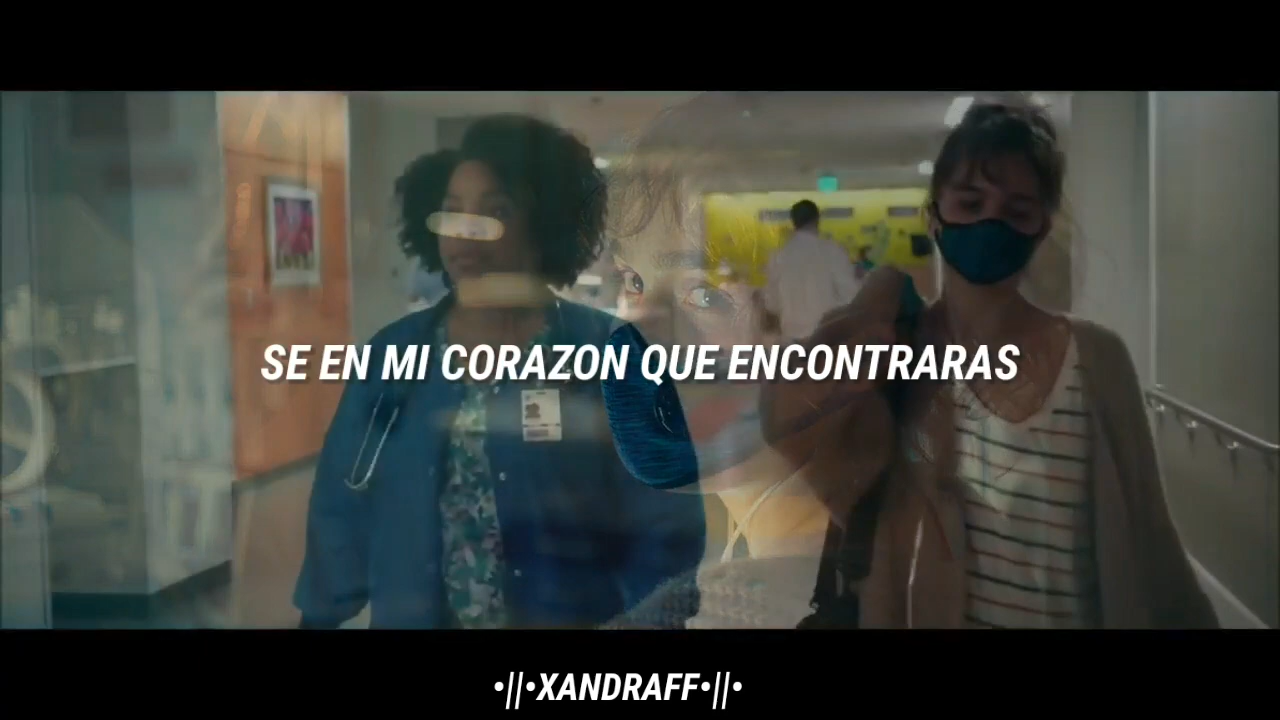 SE EN MI CORAZON QUE ENCONTRARAS
•||•XANDRAFF•||•